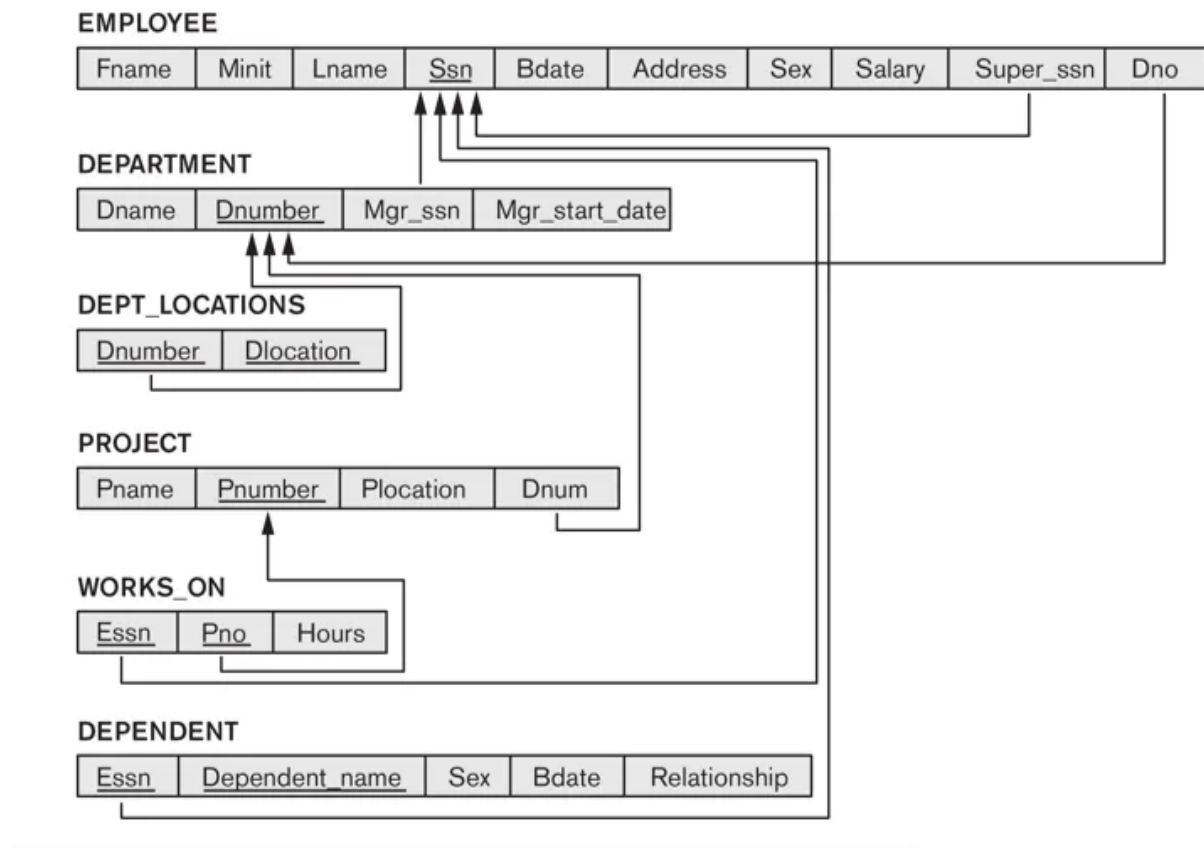 EMPLOYEE
Fname Minit Lname Ssn Bdate Address Sex Salary Super_ssn Dno
DEPARTMENT
Dname Dnumber Mgr_ssn Mgr_start_date
DEPT_LOCATIONS
Dnumber Dlocation
PROJECT
Pname Pnumber Plocation Dnum
WORKS_ON
Essn Pno Hours
DEPENDENT
Essn Dependent_name Sex Bdate Relationship